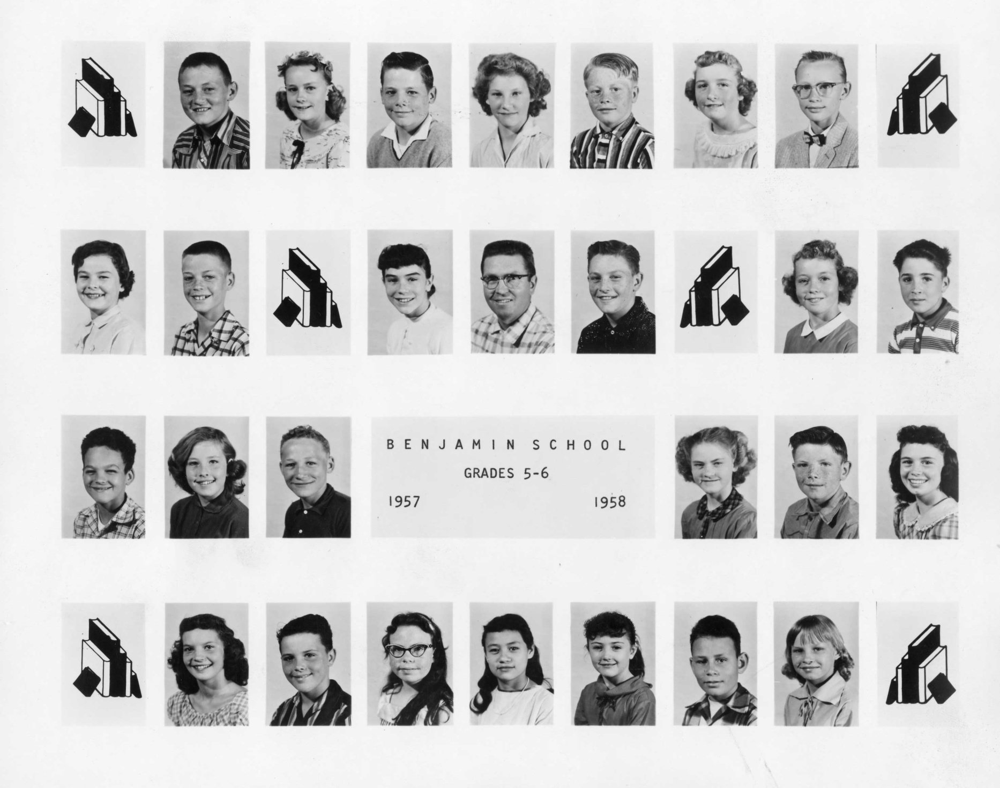 BENJAMIN SCHOOL
GRADES 5-6
1957 1958